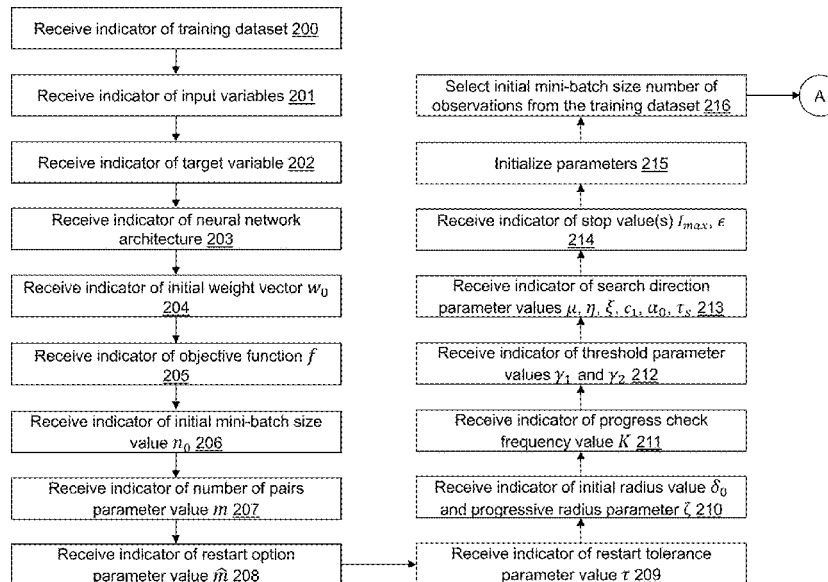 Receive indicator of training dataset 200
Receive indicator of input variables 201
Receive indicator of target variable 202
Receive indicator of neural network
architecture 203
Receive indicator of initial weight vector w₀
204
Receive indicator of objective function f
205
Receive indicator of initial mini-batch size
value n₀ 206
Receive indicator of number of pairs
parameter value m 207
Receive indicator of restart option
parameter value m̂ 208
Receive indicator of restart tolerance
parameter value τ 209
Receive indicator of initial radius value δ₀
and progressive radius parameter ζ 210
Receive indicator of progress check
frequency value K 211
Receive indicator of threshold parameter
values γ₁ and γ₂ 212
Receive indicator of search direction
parameter values μ, η, ξ, c₁, α₀, τₛ 213
Receive indicator of stop value(s) I_max, ϵ
214
Initialize parameters 215
Select initial mini-batch size number of
observations from the training dataset 216
A